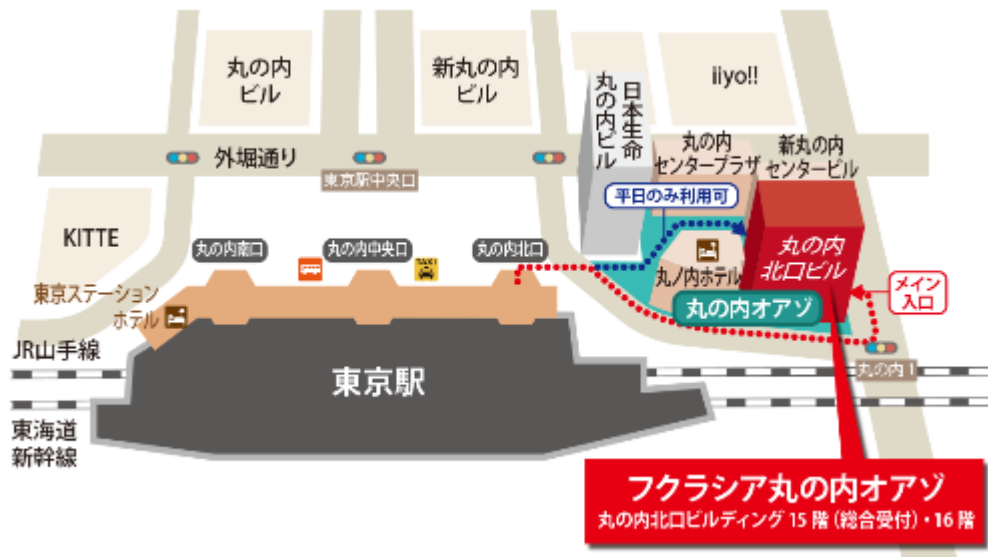 丸の内
ビル
新丸の内
ビル
日本生命
丸の内ビル
iiyo!!
外堀通り
東京駅中央口
丸の内
センタープラザ
新丸の内
センタービル
平日のみ利用可
KITTE
丸の内南口
丸の内中央口
TAXI
丸の内北口
丸ノ内ホテル
丸の内
北口ビル
メイン
入口
東京ステーション
ホテル
丸の内オアゾ
JR山手線
丸の内1
東京駅
東海道
新幹線
フクラシア丸の内オアゾ
丸の内北口ビルディング 15 階 (総合受付)・16 階